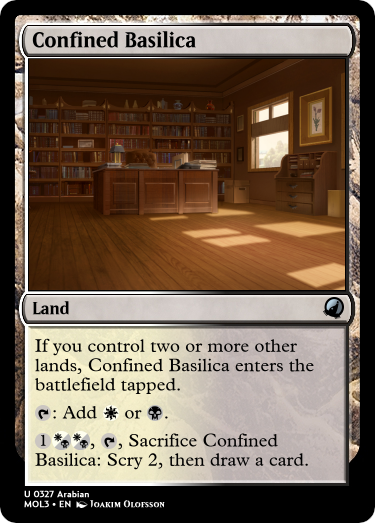 Confined Basilica
Land
If you control two or more other
lands, Confined Basilica enters the
battlefield tapped.
: Add or .
1 , , Sacrifice Confined
Basilica: Scry 2, then draw a card.
U 0327 Arabian
MOL3 • EN Joakim Olofsson